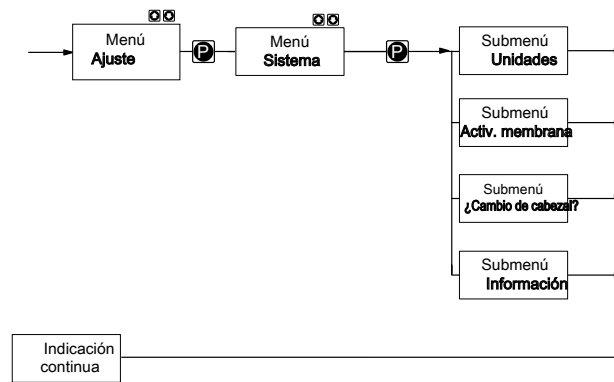 Menú
Ajuste
P
Menú
Sistema
P
Submenú
Unidades
Submenú
Activ. membrana
Submenú
¿Cambio de cabezal?
Submenú
Información
Indicación
continua